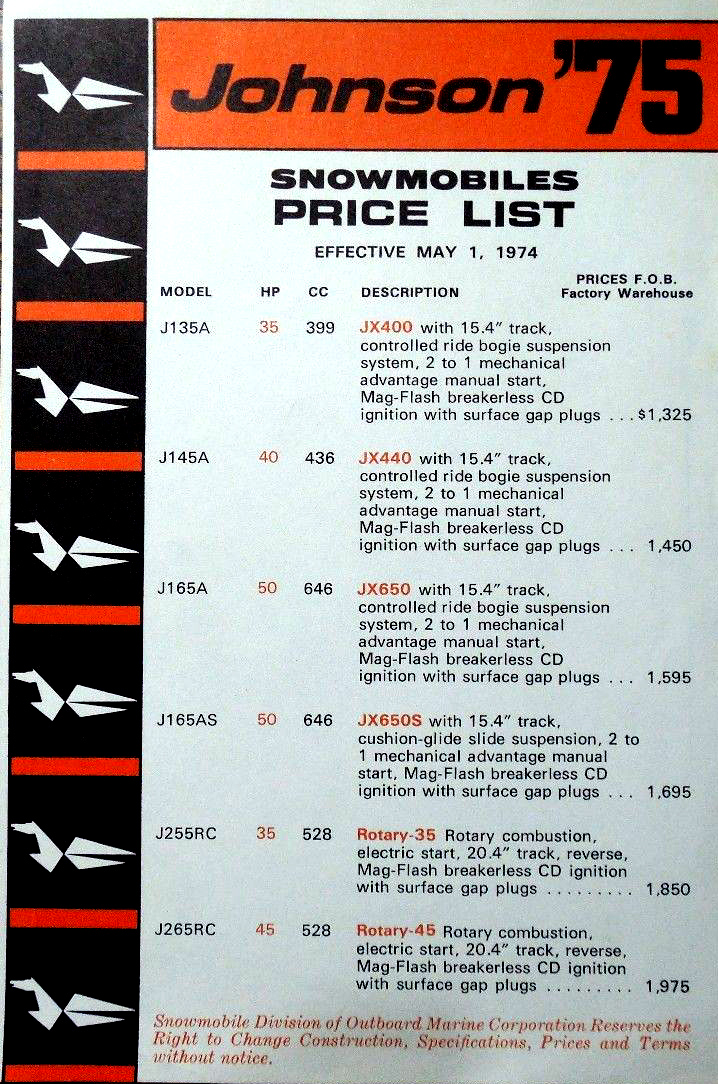 Johnson '75
SNOWMOBILES
PRICE LIST
EFFECTIVE MAY 1, 1974
PRICES F.O.B.
MODEL HP CC DESCRIPTION Factory Warehouse
J135A 35 399 JX400 with 15.4″ track,
controlled ride bogie suspension
system, 2 to 1 mechanical
advantage manual start,
Mag-Flash breakerless CD
ignition with surface gap plugs ... $1,325
J145A 40 436 JX440 with 15.4″ track,
controlled ride bogie suspension
system, 2 to 1 mechanical
advantage manual start,
Mag-Flash breakerless CD
ignition with surface gap plugs ... 1,450
J165A 50 646 JX650 with 15.4″ track,
controlled ride bogie suspension
system, 2 to 1 mechanical
advantage manual start,
Mag-Flash breakerless CD
ignition with surface gap plugs ... 1,595
J165AS 50 646 JX650S with 15.4″ track,
cushion-glide slide suspension, 2 to
1 mechanical advantage manual
start, Mag-Flash breakerless CD
ignition with surface gap plugs ... 1,695
J255RC 35 528 Rotary-35 Rotary combustion,
electric start, 20.4″ track, reverse,
Mag-Flash breakerless CD ignition
with surface gap plugs ......... 1,850
J265RC 45 528 Rotary-45 Rotary combustion,
electric start, 20.4″ track, reverse,
Mag-Flash breakerless CD ignition
with surface gap plugs ......... 1,975
Snowmobile Division of Outboard Marine Corporation Reserves the
Right to Change Construction, Specifications, Prices and Terms
without notice.